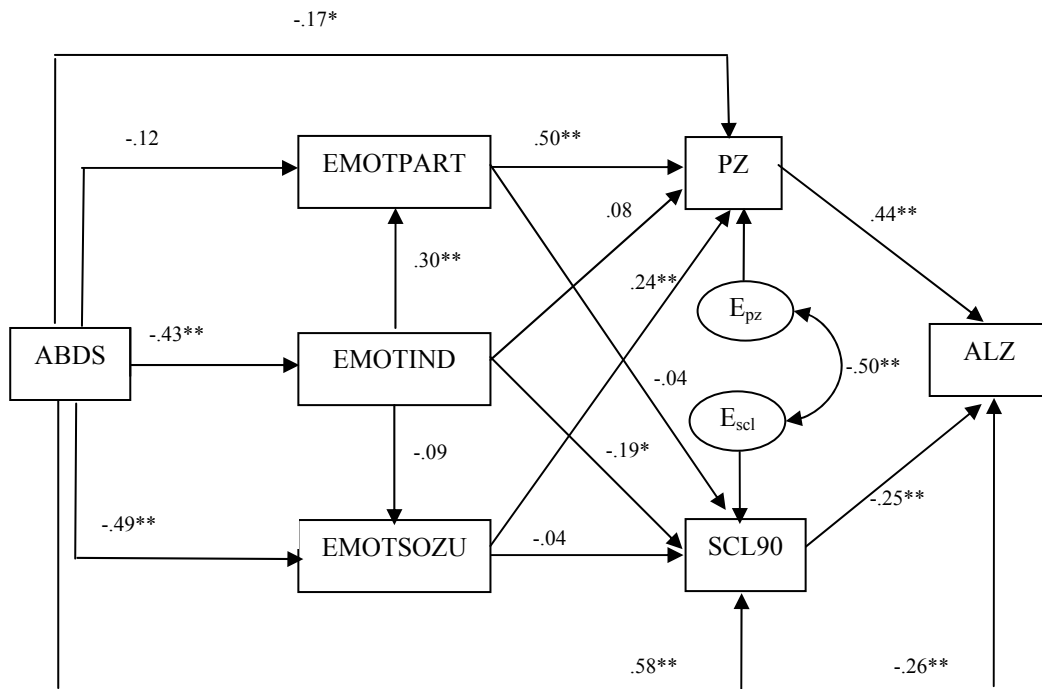 -.17*
-.12
.50**
EMOTPART
PZ
.08
.44**
.30**
.24**
E_pz
-.43**
ABDS
EMOTIND
ALZ
-.50**
-.04
E_scl
-.19*
-.09
-.25**
-.49**
EMOTSOZU
-.04
SCL90
.58**
-.26**